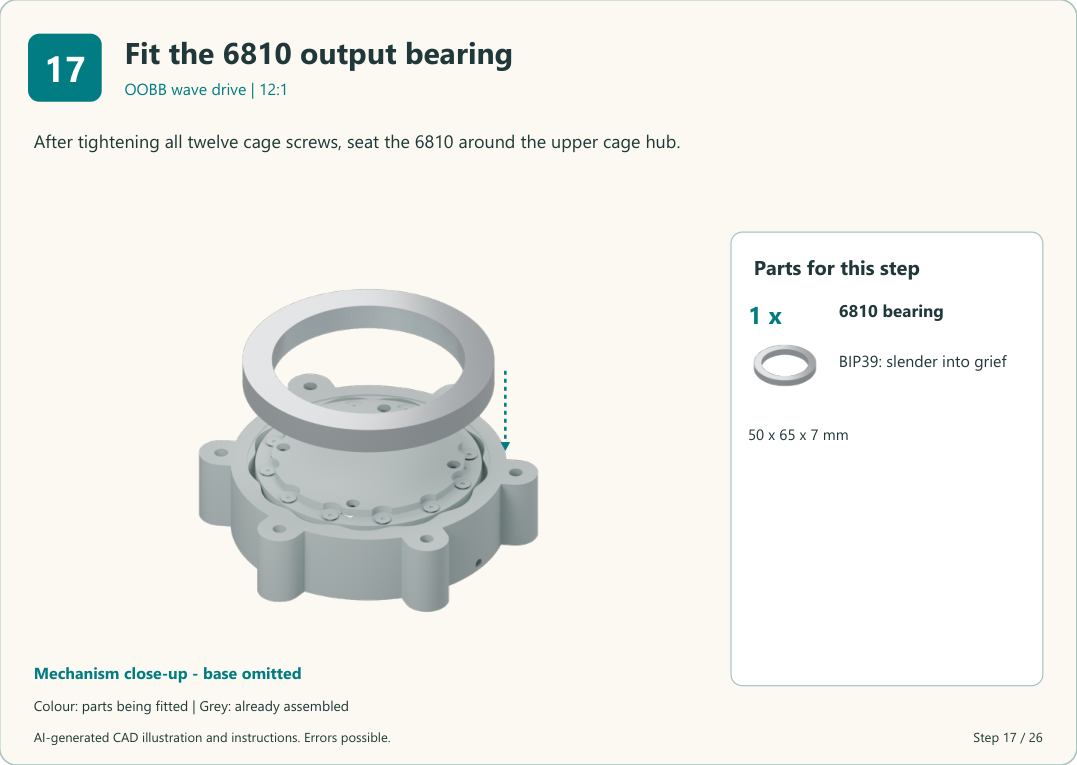 17
Fit the 6810 output bearing
OOBB wave drive | 12:1
After tightening all twelve cage screws, seat the 6810 around the upper cage hub.
Parts for this step
1 x
6810 bearing
BIP39: slender into grief
50 x 65 x 7 mm
Mechanism close-up - base omitted
Colour: parts being fitted | Grey: already assembled
AI-generated CAD illustration and instructions. Errors possible.
Step 17 / 26